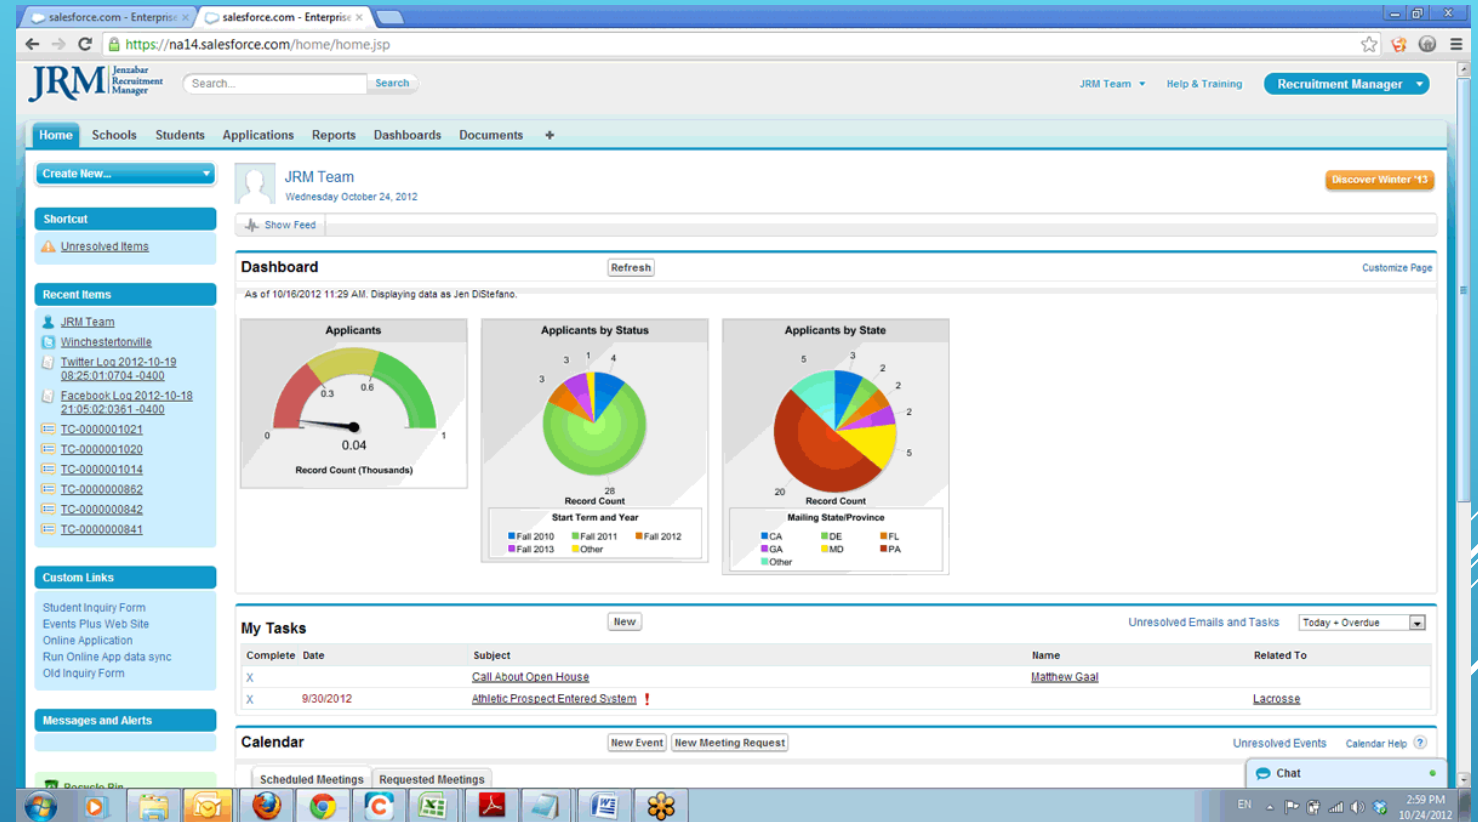 salesforce.com - Enterprise
salesforce.com - Enterprise
https://na14.salesforce.com/home/home.jsp
JRM Jenzabar Recruitment Manager
Search...
Search
JRM Team
Help & Training
Recruitment Manager
Home Schools Students Applications Reports Dashboards Documents +
Create New...
Shortcut
Unresolved Items
Recent Items
JRM Team
Winchestertonville
Twitter Log 2012-10-19
08:25:01:0704 -0400
Facebook Log 2012-10-18
21:05:02:0361 -0400
TC-0000001021
TC-0000001020
TC-0000001014
TC-0000000862
TC-0000000842
TC-0000000841
Custom Links
Student Inquiry Form
Events Plus Web Site
Online Application
Run Online App data sync
Old Inquiry Form
Messages and Alerts
Recycle Bin
JRM Team
Wednesday October 24, 2012
Discover Winter '13
Show Feed
Dashboard
Refresh
Customize Page
As of 10/16/2012 11:29 AM. Displaying data as Jen DiStefano.
Applicants
0.3 0.6
0 1
0.04
Record Count (Thousands)
Applicants by Status
3 1 4
3
28
Record Count
Start Term and Year
Fall 2010 Fall 2011 Fall 2012
Fall 2013 Other
Applicants by State
5 3
2
2
2
5
20
Record Count
Mailing State/Province
CA DE FL
GA MD PA
Other
My Tasks
New
Unresolved Emails and Tasks
Today + Overdue
Complete Date Subject Name Related To
X Call About Open House Matthew Gaal
X 9/30/2012 Athletic Prospect Entered System ! Lacrosse
Calendar
New Event New Meeting Request
Unresolved Events
Calendar Help ?
Scheduled Meetings Requested Meetings
Chat
EN
2:59 PM
10/24/2012